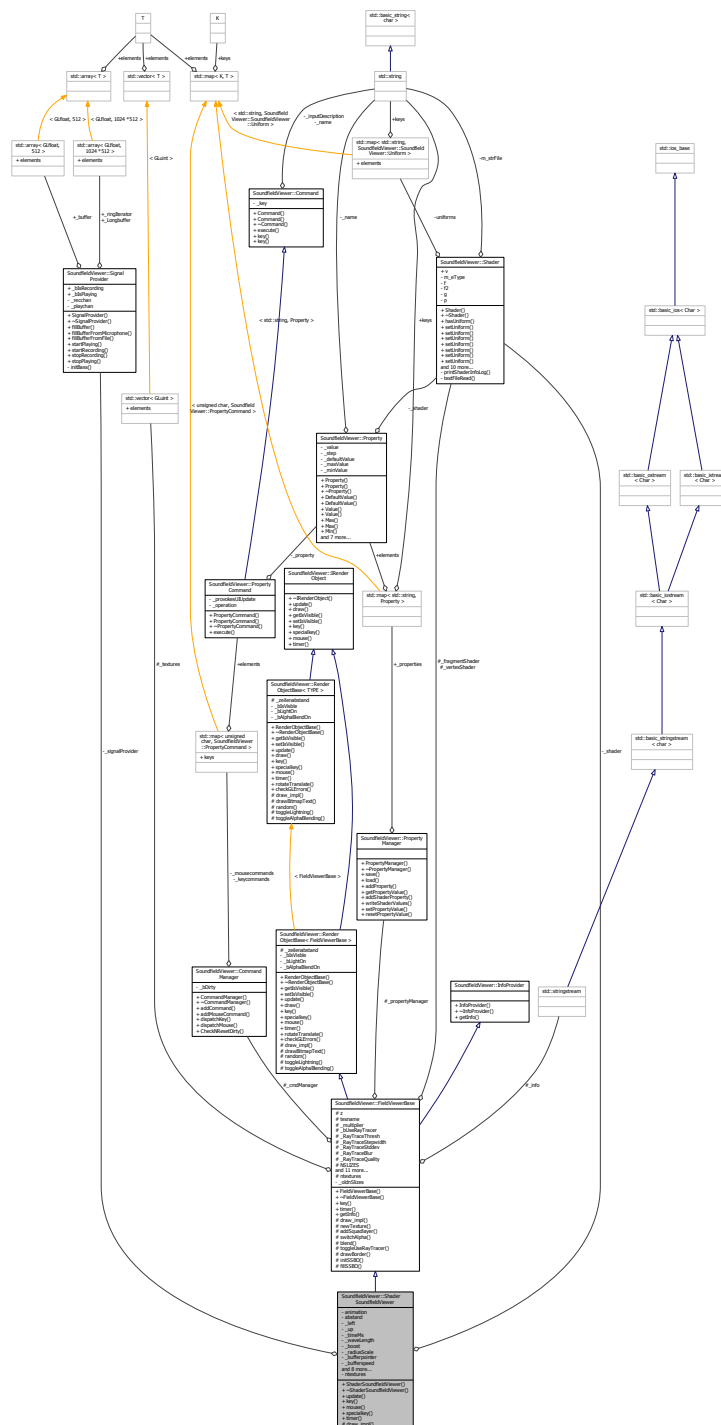 T
K
std::basic_string<
char >
+elements
+elements
+elements
+keys
std::array< T >
std::vector< T >
std::map< K, T >
std::string
< GLfloat, 512 >
< GLfloat, 1024 *512 >
< std::string, Soundfield
Viewer::SoundfieldViewer
::Uniform >
-_inputDescription
-_name
+keys
std::array< GLfloat,
512 >
+ elements
std::array< GLfloat,
1024 *512 >
+ elements
< GLuint >
std::map< std::string,
SoundfieldViewer::Soundfield
Viewer::Uniform >
+ elements
-m_strFile
std::ios_base
SoundfieldViewer::Command
- _key
+ Command()
+ Command()
+ ~Command()
+ execute()
+ key()
+ key()
+_buffer
+_ringIterator
+_Longbuffer
-_name
-uniforms
SoundfieldViewer::Signal
Provider
+ _bIsRecording
+ _bIsPlaying
- _recchan
- _playchan
+ SignalProvider()
+ ~SignalProvider()
+ fillBuffer()
+ fillBufferFromMicrophone()
+ fillBufferFromFile()
+ startPlaying()
+ startRecording()
+ stopRecording()
+ stopPlaying()
- initBass()
SoundfieldViewer::Shader
+ v
- m_eType
- f
- f2
- g
- p
+ Shader()
+ ~Shader()
+ hasUniform()
+ setUniform()
+ setUniform()
+ setUniform()
+ setUniform()
+ setUniform()
+ setUniform()
and 10 more...
- printShaderInfoLog()
- textFileRead()
std::basic_ios< Char >
< std::string, Property >
+keys
std::vector< GLuint >
+ elements
< unsigned char, Soundfield
Viewer::PropertyCommand >
-_shader
SoundfieldViewer::Property
- _value
- _step
- _defaultValue
- _maxValue
- _minValue
+ Property()
+ Property()
+ ~Property()
+ DefaultValue()
+ DefaultValue()
+ Value()
+ Value()
+ Max()
+ Max()
+ Min()
and 7 more...
std::basic_ostream
< Char >
std::basic_istream
< Char >
-_property
+elements
SoundfieldViewer::Property
Command
- _provokesUIUpdate
- _operation
+ PropertyCommand()
+ PropertyCommand()
+ ~PropertyCommand()
+ execute()
SoundfieldViewer::IRender
Object
+ ~IRenderObject()
+ update()
+ draw()
+ getIsVisible()
+ setIsVisible()
+ key()
+ specialkey()
+ mouse()
+ timer()
std::map< std::string,
Property >
std::basic_iostream
< Char >
#_textures
+elements
+_properties
#_fragmentShader
#_vertexShader
SoundfieldViewer::Render
ObjectBase< TYPE >
# _zeilenabstand
- _bIsVisible
- _bLightOn
- _bAlphaBlendOn
+ RenderObjectBase()
+ ~RenderObjectBase()
+ getIsVisible()
+ setIsVisible()
+ update()
+ draw()
+ key()
+ specialkey()
+ mouse()
+ timer()
+ rotateTranslate()
+ checkGLErrors()
# draw_impl()
# drawBitmapText()
# random()
# toggleLightning()
# toggleAlphaBlending()
std::map< unsigned
char, SoundfieldViewer
::PropertyCommand >
+ keys
-_signalProvider
-_shader
std::basic_stringstream
< char >
SoundfieldViewer::Property
Manager
+ PropertyManager()
+ ~PropertyManager()
+ save()
+ load()
+ addProperty()
+ getPropertyValue()
+ addShaderProperty()
+ writeShaderValues()
+ setPropertyValue()
+ resetPropertyValue()
-_mousecommands
-_keycommands
< FieldViewerBase >
SoundfieldViewer::Render
ObjectBase< FieldViewerBase >
# _zeilenabstand
- _bIsVisible
- _bLightOn
- _bAlphaBlendOn
+ RenderObjectBase()
+ ~RenderObjectBase()
+ getIsVisible()
+ setIsVisible()
+ update()
+ draw()
+ key()
+ specialkey()
+ mouse()
+ timer()
+ rotateTranslate()
+ checkGLErrors()
# draw_impl()
# drawBitmapText()
# random()
# toggleLightning()
# toggleAlphaBlending()
SoundfieldViewer::Command
Manager
- _bDirty
+ CommandManager()
+ ~CommandManager()
+ addCommand()
+ addMouseCommand()
+ dispatchKey()
+ dispatchMouse()
+ CheckNResetDirty()
SoundfieldViewer::InfoProvider
+ InfoProvider()
+ ~InfoProvider()
+ getInfo()
std::stringstream
#_propertyManager
#_cmdManager
#_info
SoundfieldViewer::FieldViewerBase
# z
# texname
# _multiplier
# _bUseRayTracer
# _RayTraceThresh
# _RayTraceStepwidth
# _RayTraceStddev
# _RayTraceBlur
# _RayTraceQuality
# NSLIZES
and 11 more...
# ntextures
- _oldnSlizes
+ FieldViewerBase()
+ ~FieldViewerBase()
+ key()
+ timer()
+ getInfo()
# draw_impl()
# newTexture()
# addSquadlayer()
# switchAlpha()
# blend()
# toggleUseRayTracer()
# drawBorder()
# initSSBO()
# fillSSBO()
SoundfieldViewer::Shader
SoundfieldViewer
- animation
- abstand
- _left
- _up
- _timeMs
- _waveLength
- _boost
- _radiusScale
- _bufferpointer
- _bufferspeed
and 8 more...
- ntextures
+ ShaderSoundfieldViewer()
+ ~ShaderSoundfieldViewer()
+ update()
+ key()
+ mouse()
+ specialkey()
+ timer()
# draw_impl()